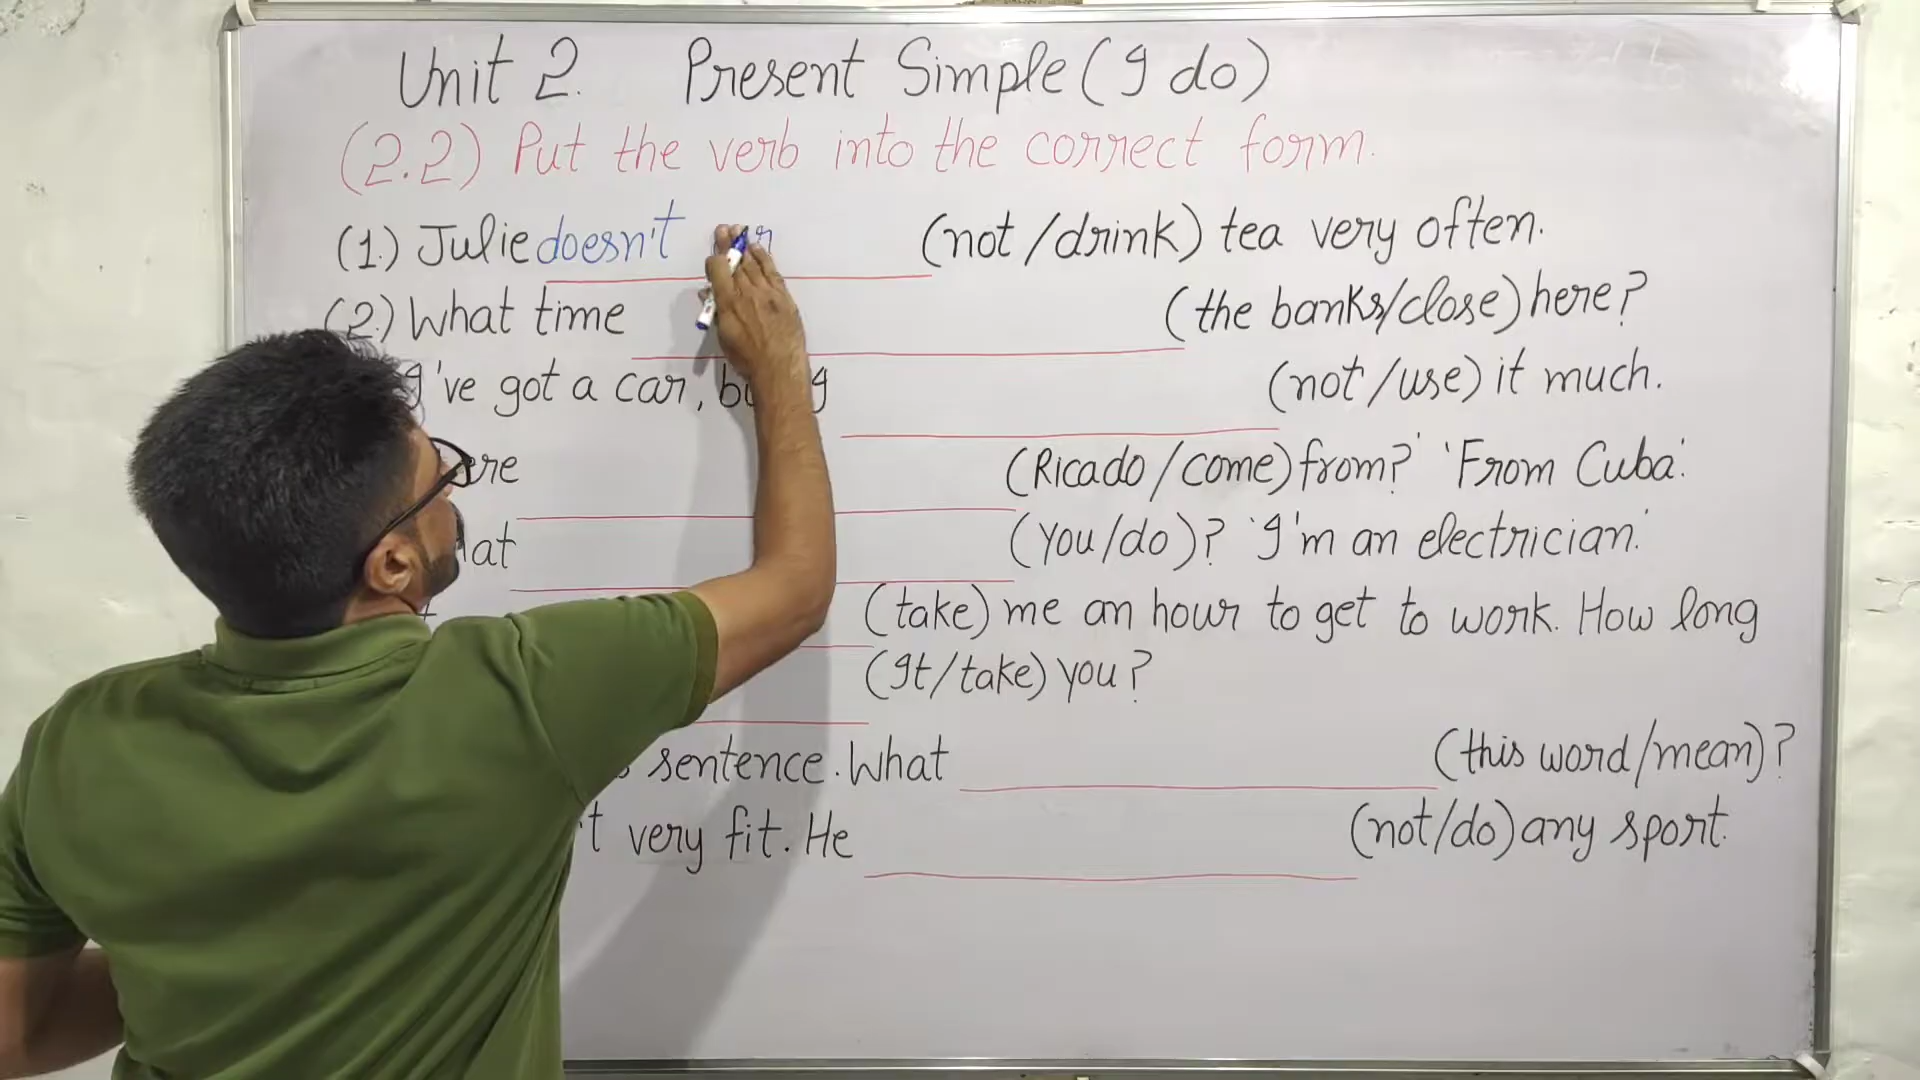 Unit 2. Present Simple (I do)
(2.2) Put the verb into the correct form.
(1.) Julie doesn't (not/drink) tea very often.
(2.) What time (the banks/close) here?
I've got a car, (not/use) it much.
(Ricado/come) from?' 'From Cuba.'
(you/do)? 'I'm an electrician.'
(take) me an hour to get to work. How long
(It/take) you?
sentence. What (this word/mean)?
very fit. He (not/do) any sport.